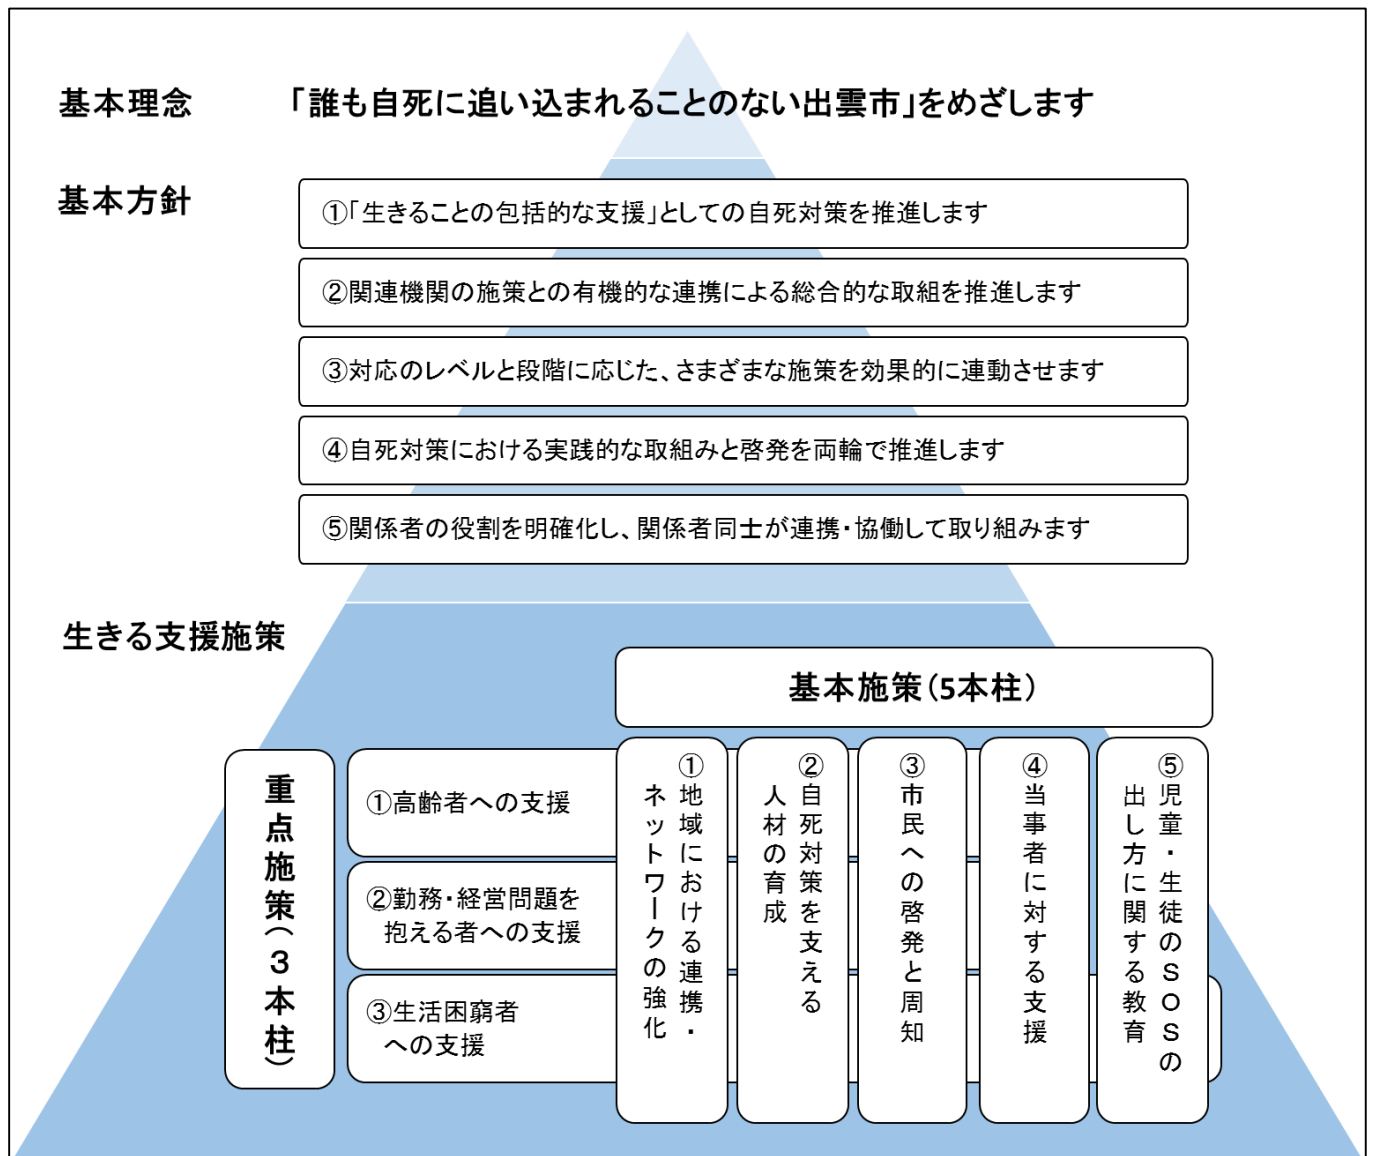 基本理念
「誰も自死に追い込まれることのない出雲市」をめざします
基本方針
①「生きることの包括的な支援」としての自死対策を推進します
②関連機関の施策との有機的な連携による総合的な取組を推進します
③対応のレベルと段階に応じた、さまざまな施策を効果的に連動させます
④自死対策における実践的な取組みと啓発を両輪で推進します
⑤関係者の役割を明確化し、関係者同士が連携・協働して取り組みます
生きる支援施策
基本施策（5本柱）
重点施策（３本柱）
①高齢者への支援
②勤務・経営問題を
抱える者への支援
③生活困窮者
への支援
①地域における連携・
ネットワークの強化
②自死対策を支える
人材の育成
③市民への啓発と周知
④当事者に対する支援
⑤児童・生徒のＳＯＳの
出し方に関する教育